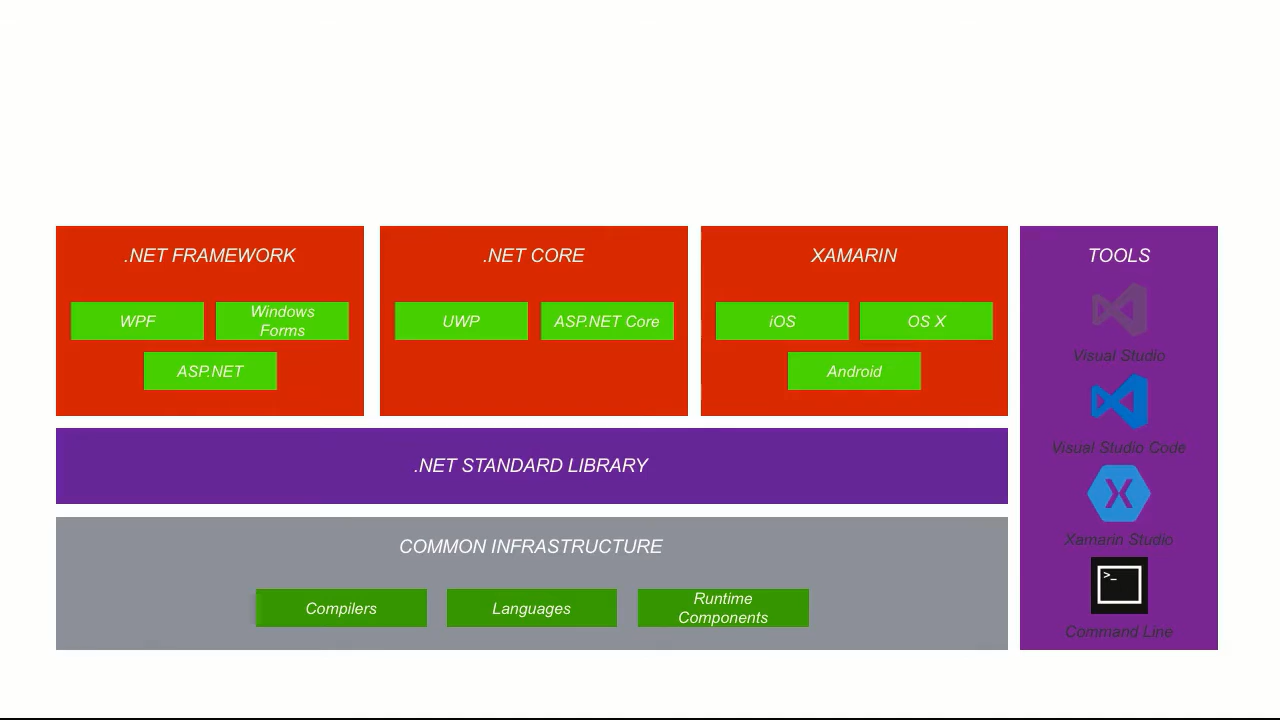 .NET FRAMEWORK
WPF
Windows
Forms
ASP.NET
.NET CORE
UWP
ASP.NET Core
XAMARIN
iOS
OS X
Android
.NET STANDARD LIBRARY
COMMON INFRASTRUCTURE
Compilers
Languages
Runtime
Components
TOOLS
Visual Studio
Visual Studio Code
Xamarin Studio
>_
Command Line